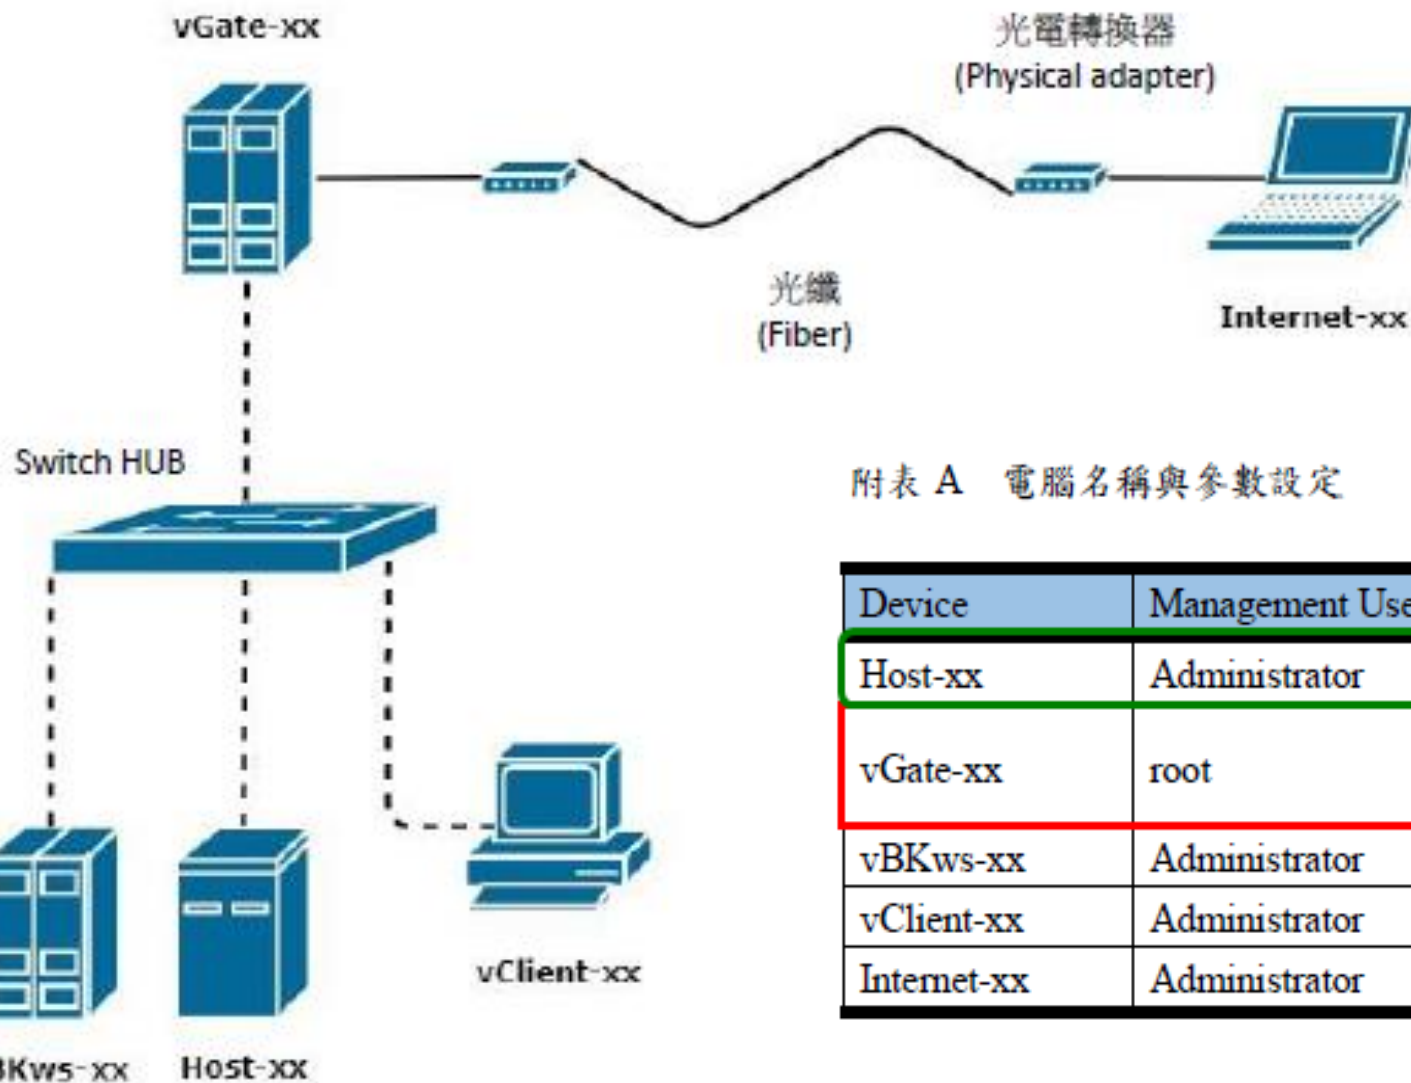 vGate-xx
光電轉換器
(Physical adapter)
光纖
(Fiber)
Internet-xx
Switch HUB
vClient-xx
BKws-xx
Host-xx
附表 A 電腦名稱與參數設定
Device Management Use
Host-xx Administrator
vGate-xx root
vBKws-xx Administrator
vClient-xx Administrator
Internet-xx Administrator